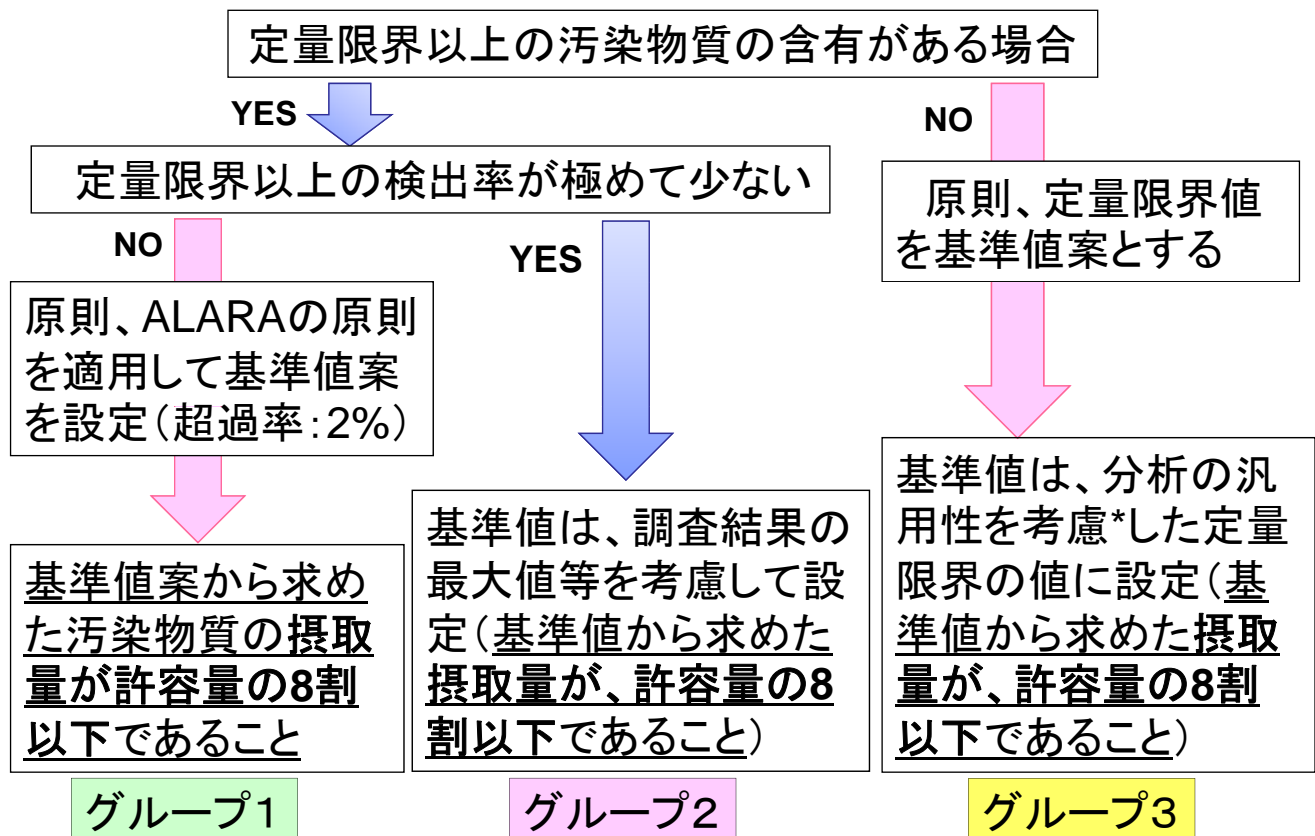 定量限界以上の汚染物質の含有がある場合
YES
NO
定量限界以上の検出率が極めて少ない
原則、定量限界値
を基準値案とする
NO
YES
原則、ALARAの原則
を適用して基準値案
を設定（超過率：2%）
基準値案から求め
た汚染物質の摂取
量が許容量の8割
以下であること
基準値は、調査結果の
最大値等を考慮して設
定（基準値から求めた
摂取量が、許容量の8
割以下であること）
基準値は、分析の汎
用性を考慮*した定量
限界の値に設定（基
準値から求めた摂取
量が、許容量の8割
以下であること）
グループ１
グループ２
グループ３